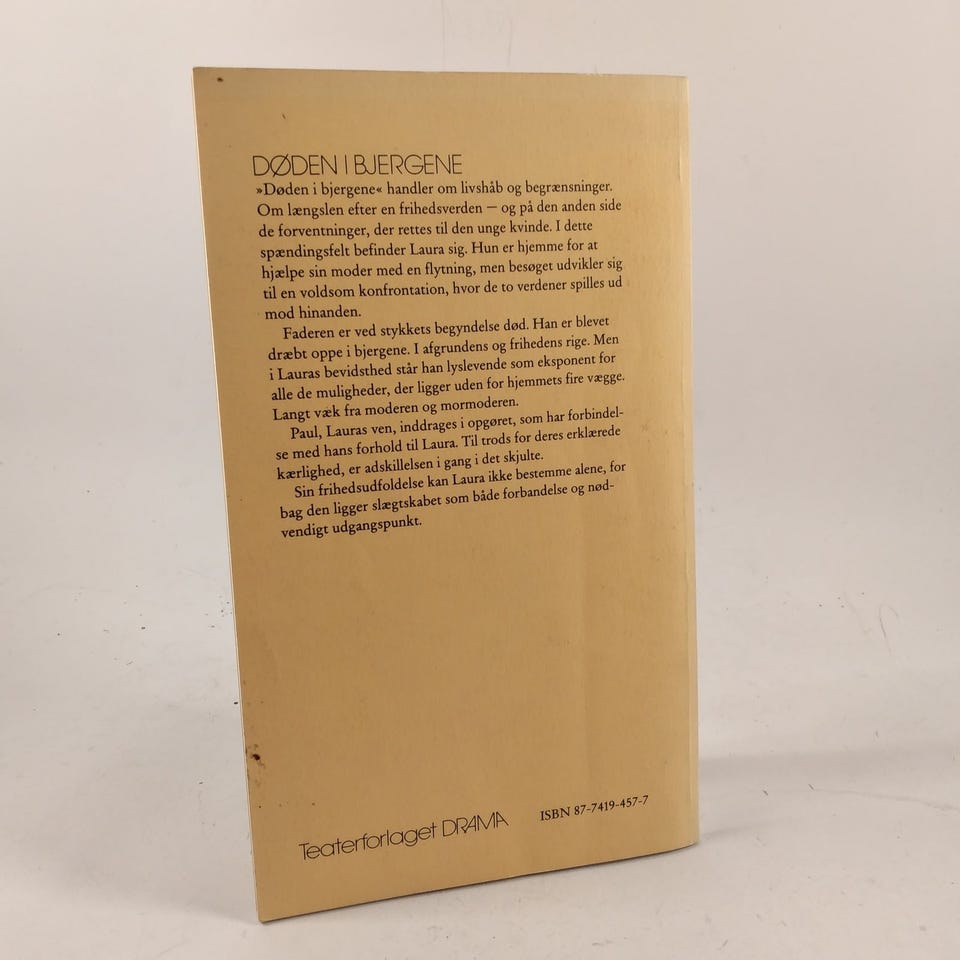 DØDEN I BJERGENE
»Døden i bjergene« handler om livshåb og begrænsninger.
Om længslen efter en frihedsverden — og på den anden side
de forventninger, der rettes til den unge kvinde. I dette
spændingsfelt befinder Laura sig. Hun er hjemme for at
hjælpe sin moder med en flytning, men besøget udvikler sig
til en voldsom konfrontation, hvor de to verdener spilles ud
mod hinanden.
Faderen er ved stykkets begyndelse død. Han er blevet
dræbt oppe i bjergene. I afgrundens og frihedens rige. Men
i Lauras bevidsthed står han lyslevende som eksponent for
alle de muligheder, der ligger uden for hjemmets fire vægge.
Langt væk fra moderen og mormoderen.
Paul, Lauras ven, inddrages i opgøret, som har forbindel-
se med hans forhold til Laura. Til trods for deres erklærede
kærlighed, er adskillelsen i gang i det skjulte.
Sin frihedsudfoldelse kan Laura ikke bestemme alene, for
bag den ligger slægtskabet som både forbandelse og nød-
vendigt udgangspunkt.
Teaterforlaget DRAMA
ISBN 87-7419-457-7